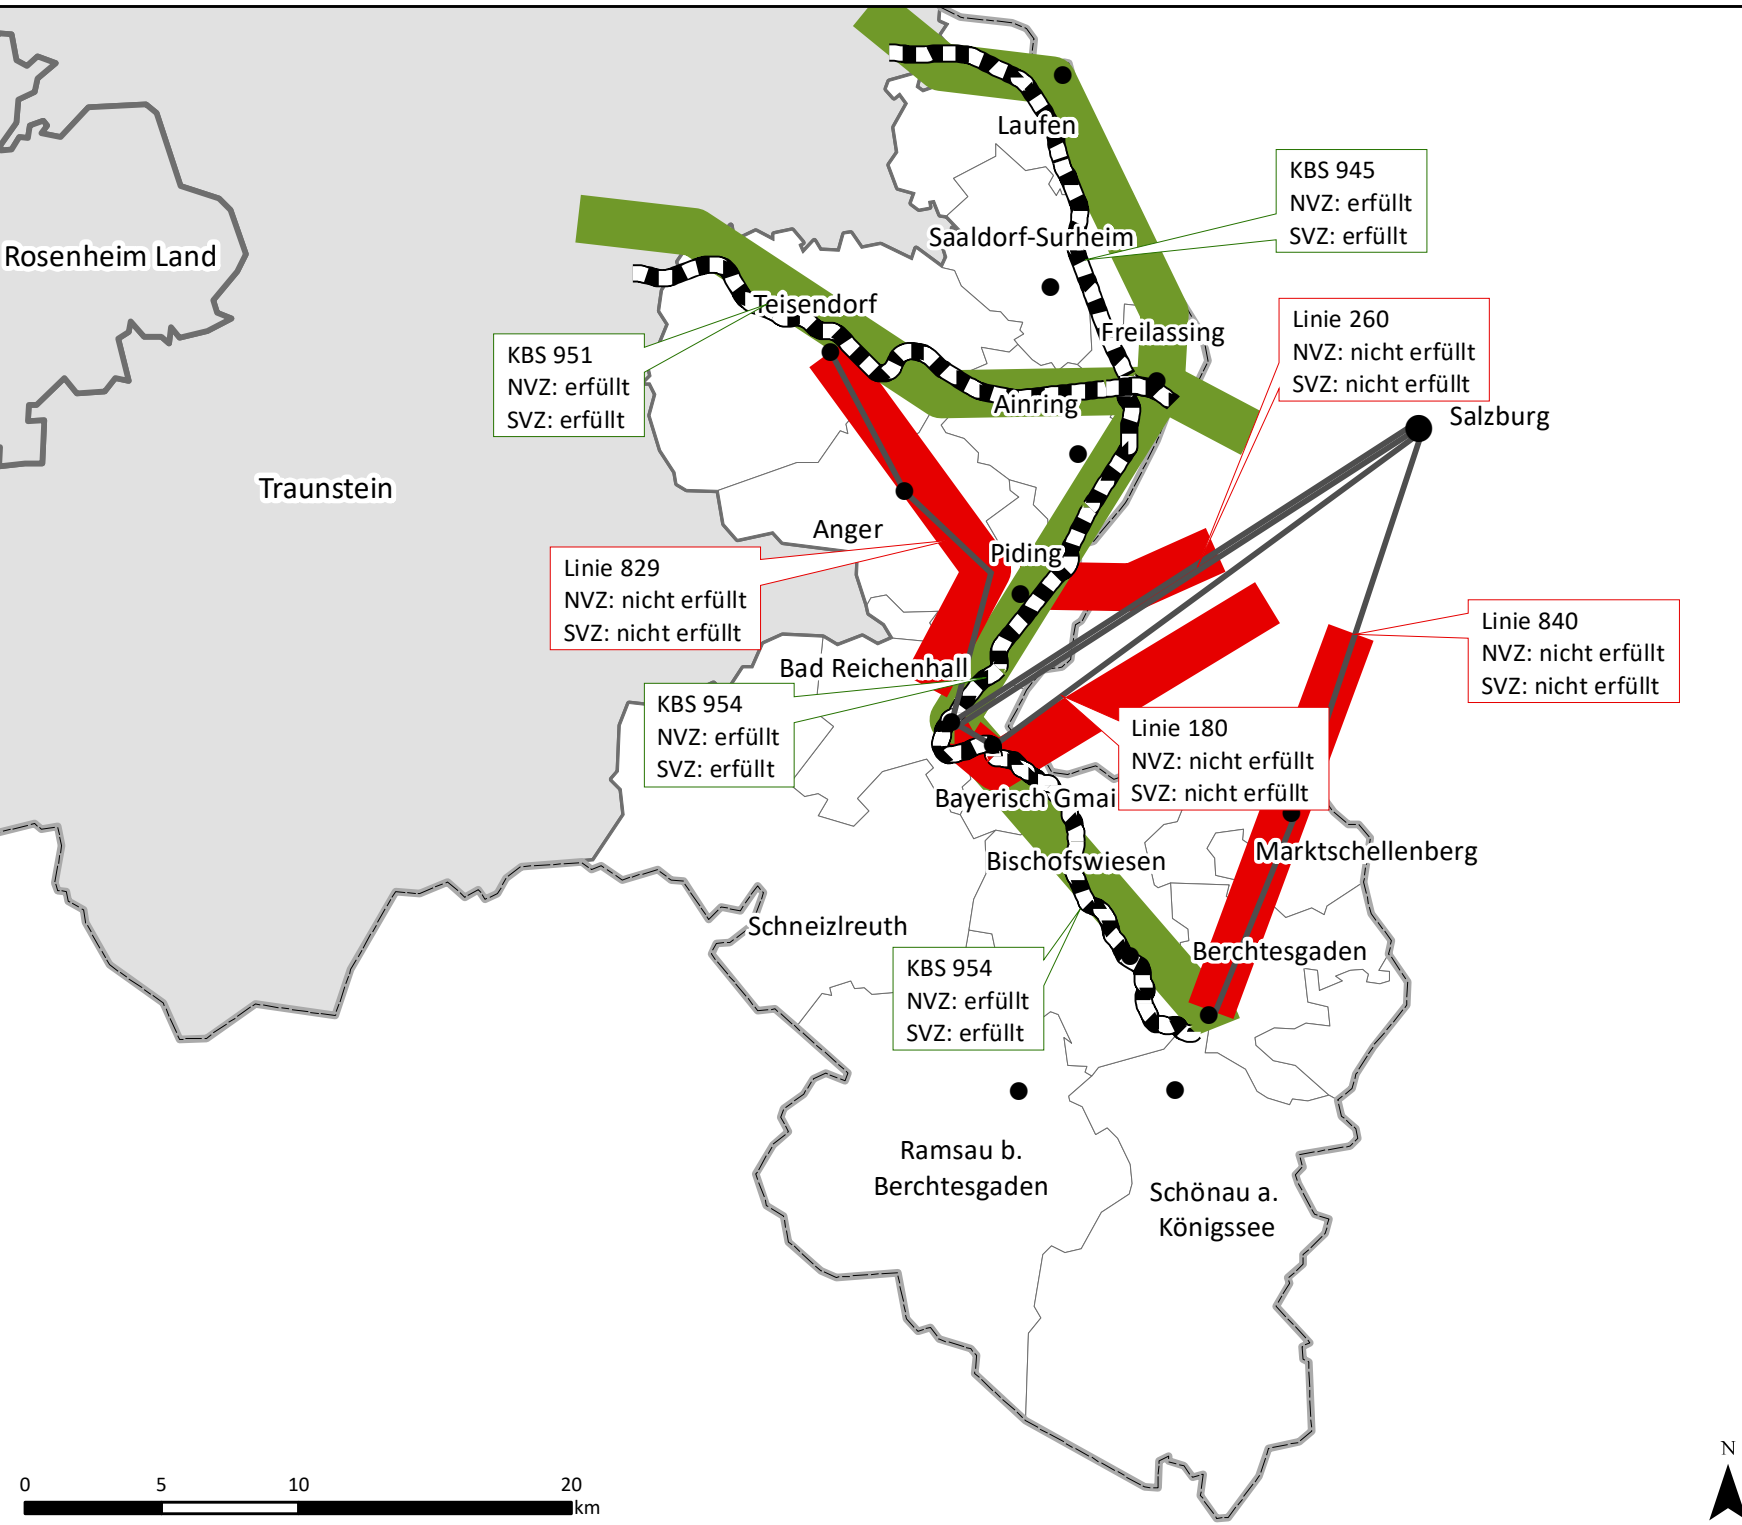 Laufen
KBS 945
NVZ: erfüllt
SVZ: erfüllt
Rosenheim Land
Saaldorf-Surheim
Teisendorf
Freilassing
Linie 260
NVZ: nicht erfüllt
SVZ: nicht erfüllt
KBS 951
NVZ: erfüllt
SVZ: erfüllt
Ainring
Salzburg
Traunstein
Anger
Piding
Linie 829
NVZ: nicht erfüllt
SVZ: nicht erfüllt
Linie 840
NVZ: nicht erfüllt
SVZ: nicht erfüllt
Bad Reichenhall
KBS 954
NVZ: erfüllt
SVZ: erfüllt
Linie 180
NVZ: nicht erfüllt
SVZ: nicht erfüllt
Bayerisch Gmai
Bischofswiesen
Marktschellenberg
Schneizlreuth
Berchtesgaden
KBS 954
NVZ: erfüllt
SVZ: erfüllt
Ramsau b.
Berchtesgaden
Schönau a.
Königssee
N
0 5 10 20
km